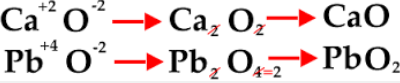 Ca⁺² O⁻² → Ca₂ O₂ → CaO
Pb⁺⁴ O⁻² → Pb₂ O₄₌₂ → PbO₂